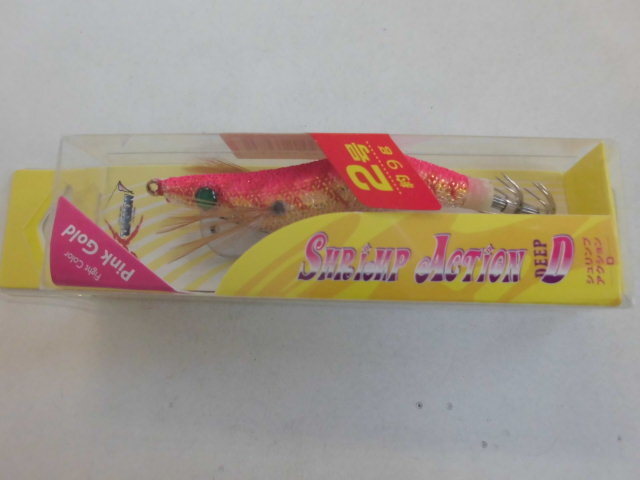 2号
約9g
Fight Color
Pink Gold
SHRIMP ACTION DEEP D
シュリンプ
アクション
D